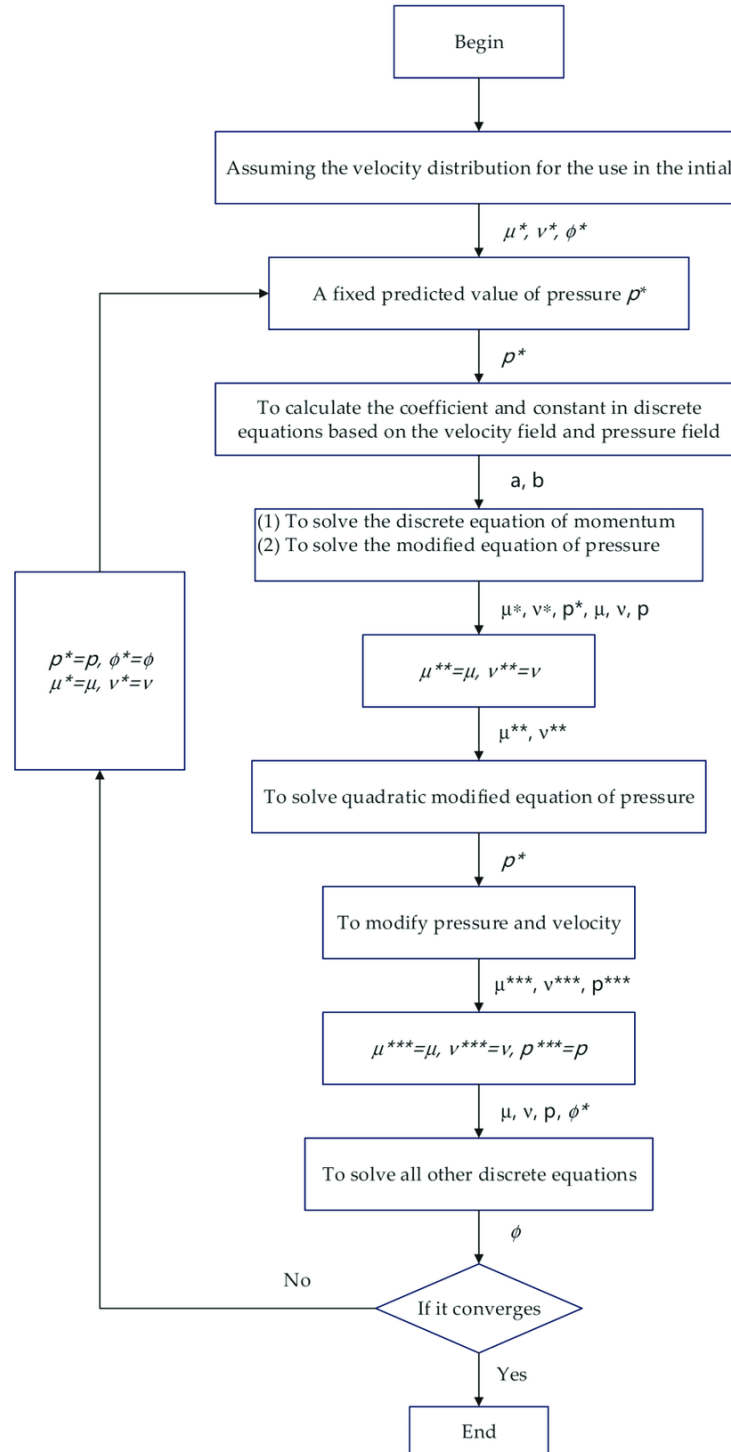 Begin
Assuming the velocity distribution for the use in the intial
μ*, ν*, ϕ*
A fixed predicted value of pressure p*
p*
To calculate the coefficient and constant in discrete
equations based on the velocity field and pressure field
a, b
(1) To solve the discrete equation of momentum
(2) To solve the modified equation of pressure
μ*, ν*, p*, μ, ν, p
p*=p, ϕ*=ϕ
μ*=μ, ν*=ν
μ**=μ, ν**=ν
μ**, ν**
To solve quadratic modified equation of pressure
p*
To modify pressure and velocity
μ***, ν***, p***
μ***=μ, ν***=ν, p***=p
μ, ν, p, ϕ*
To solve all other discrete equations
ϕ
No
If it converges
Yes
End